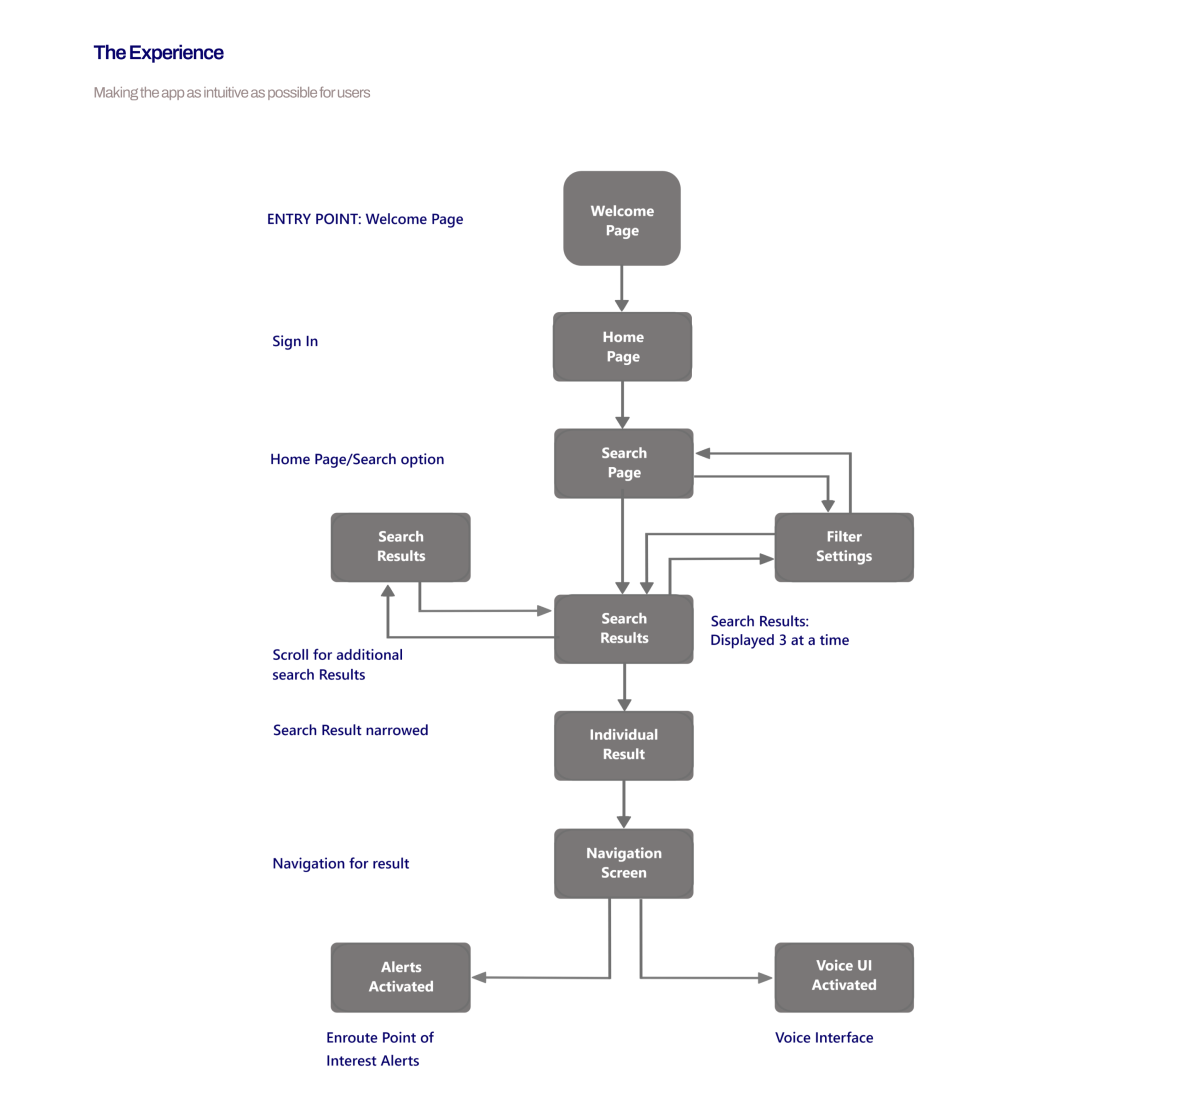 The Experience
Making the app as intuitive as possible for users
ENTRY POINT: Welcome Page
Welcome
Page
Sign In
Home
Page
Home Page/Search option
Search
Page
Search
Results
Filter
Settings
Search
Results
Search Results:
Displayed 3 at a time
Scroll for additional
search Results
Search Result narrowed
Individual
Result
Navigation for result
Navigation
Screen
Alerts
Activated
Voice UI
Activated
Enroute Point of
Interest Alerts
Voice Interface